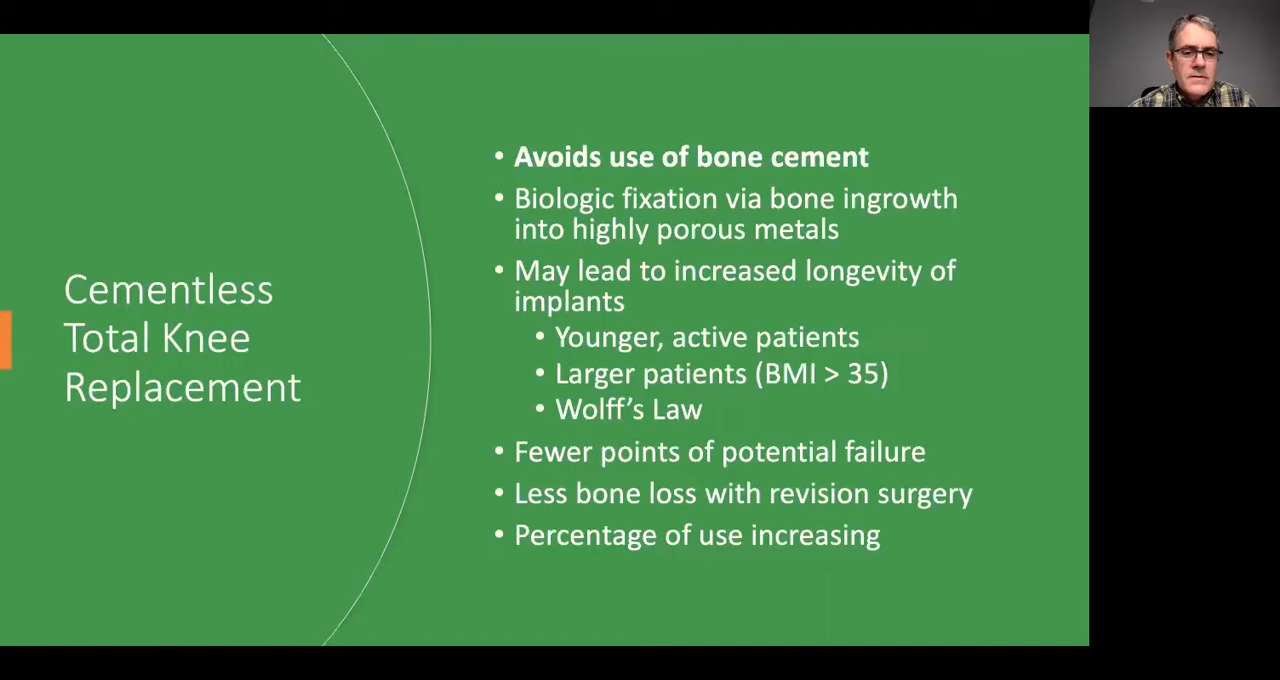 Cementless
Total Knee
Replacement
• Avoids use of bone cement
• Biologic fixation via bone ingrowth
into highly porous metals
• May lead to increased longevity of
implants
• Younger, active patients
• Larger patients (BMI > 35)
• Wolff’s Law
• Fewer points of potential failure
• Less bone loss with revision surgery
• Percentage of use increasing